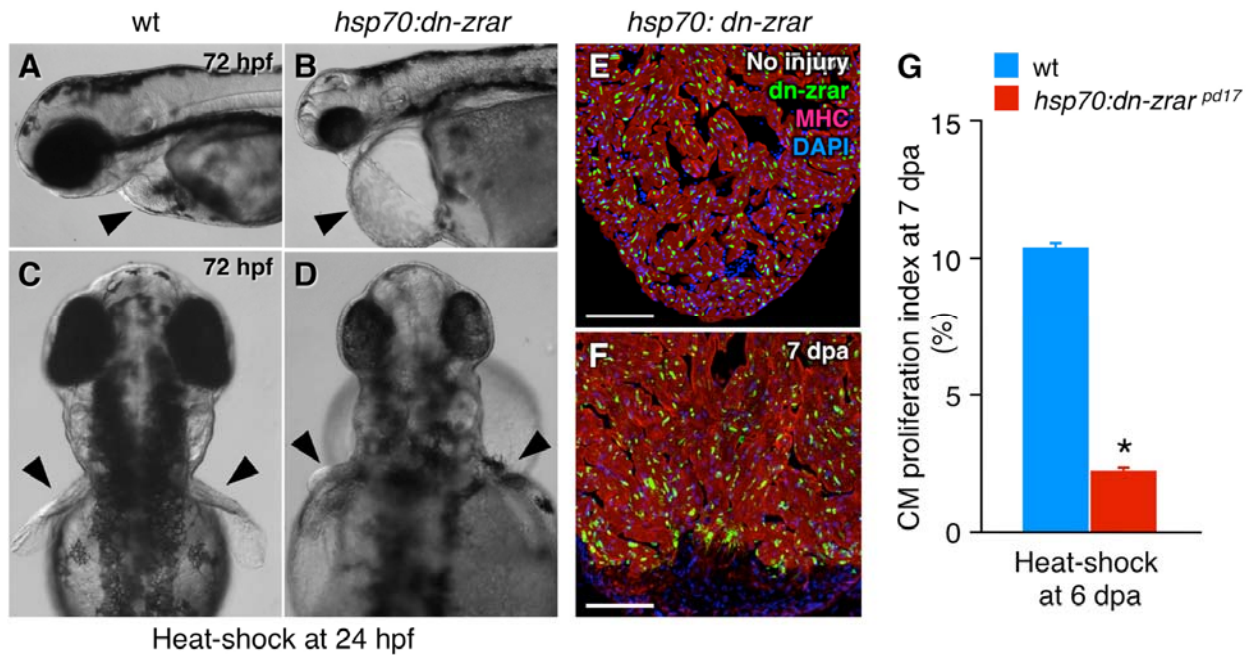 wt
hsp70:dn-zrar
hsp70: dn-zrar
A
72 hpf
B
C
72 hpf
D
Heat-shock at 24 hpf
E
No injury
dn-zrar
MHC
DAPI
F
7 dpa
G
wt
hsp70:dn-zrar pd17
CM proliferation index at 7 dpa
(%)
15
10
5
0
*
Heat-shock
at 6 dpa